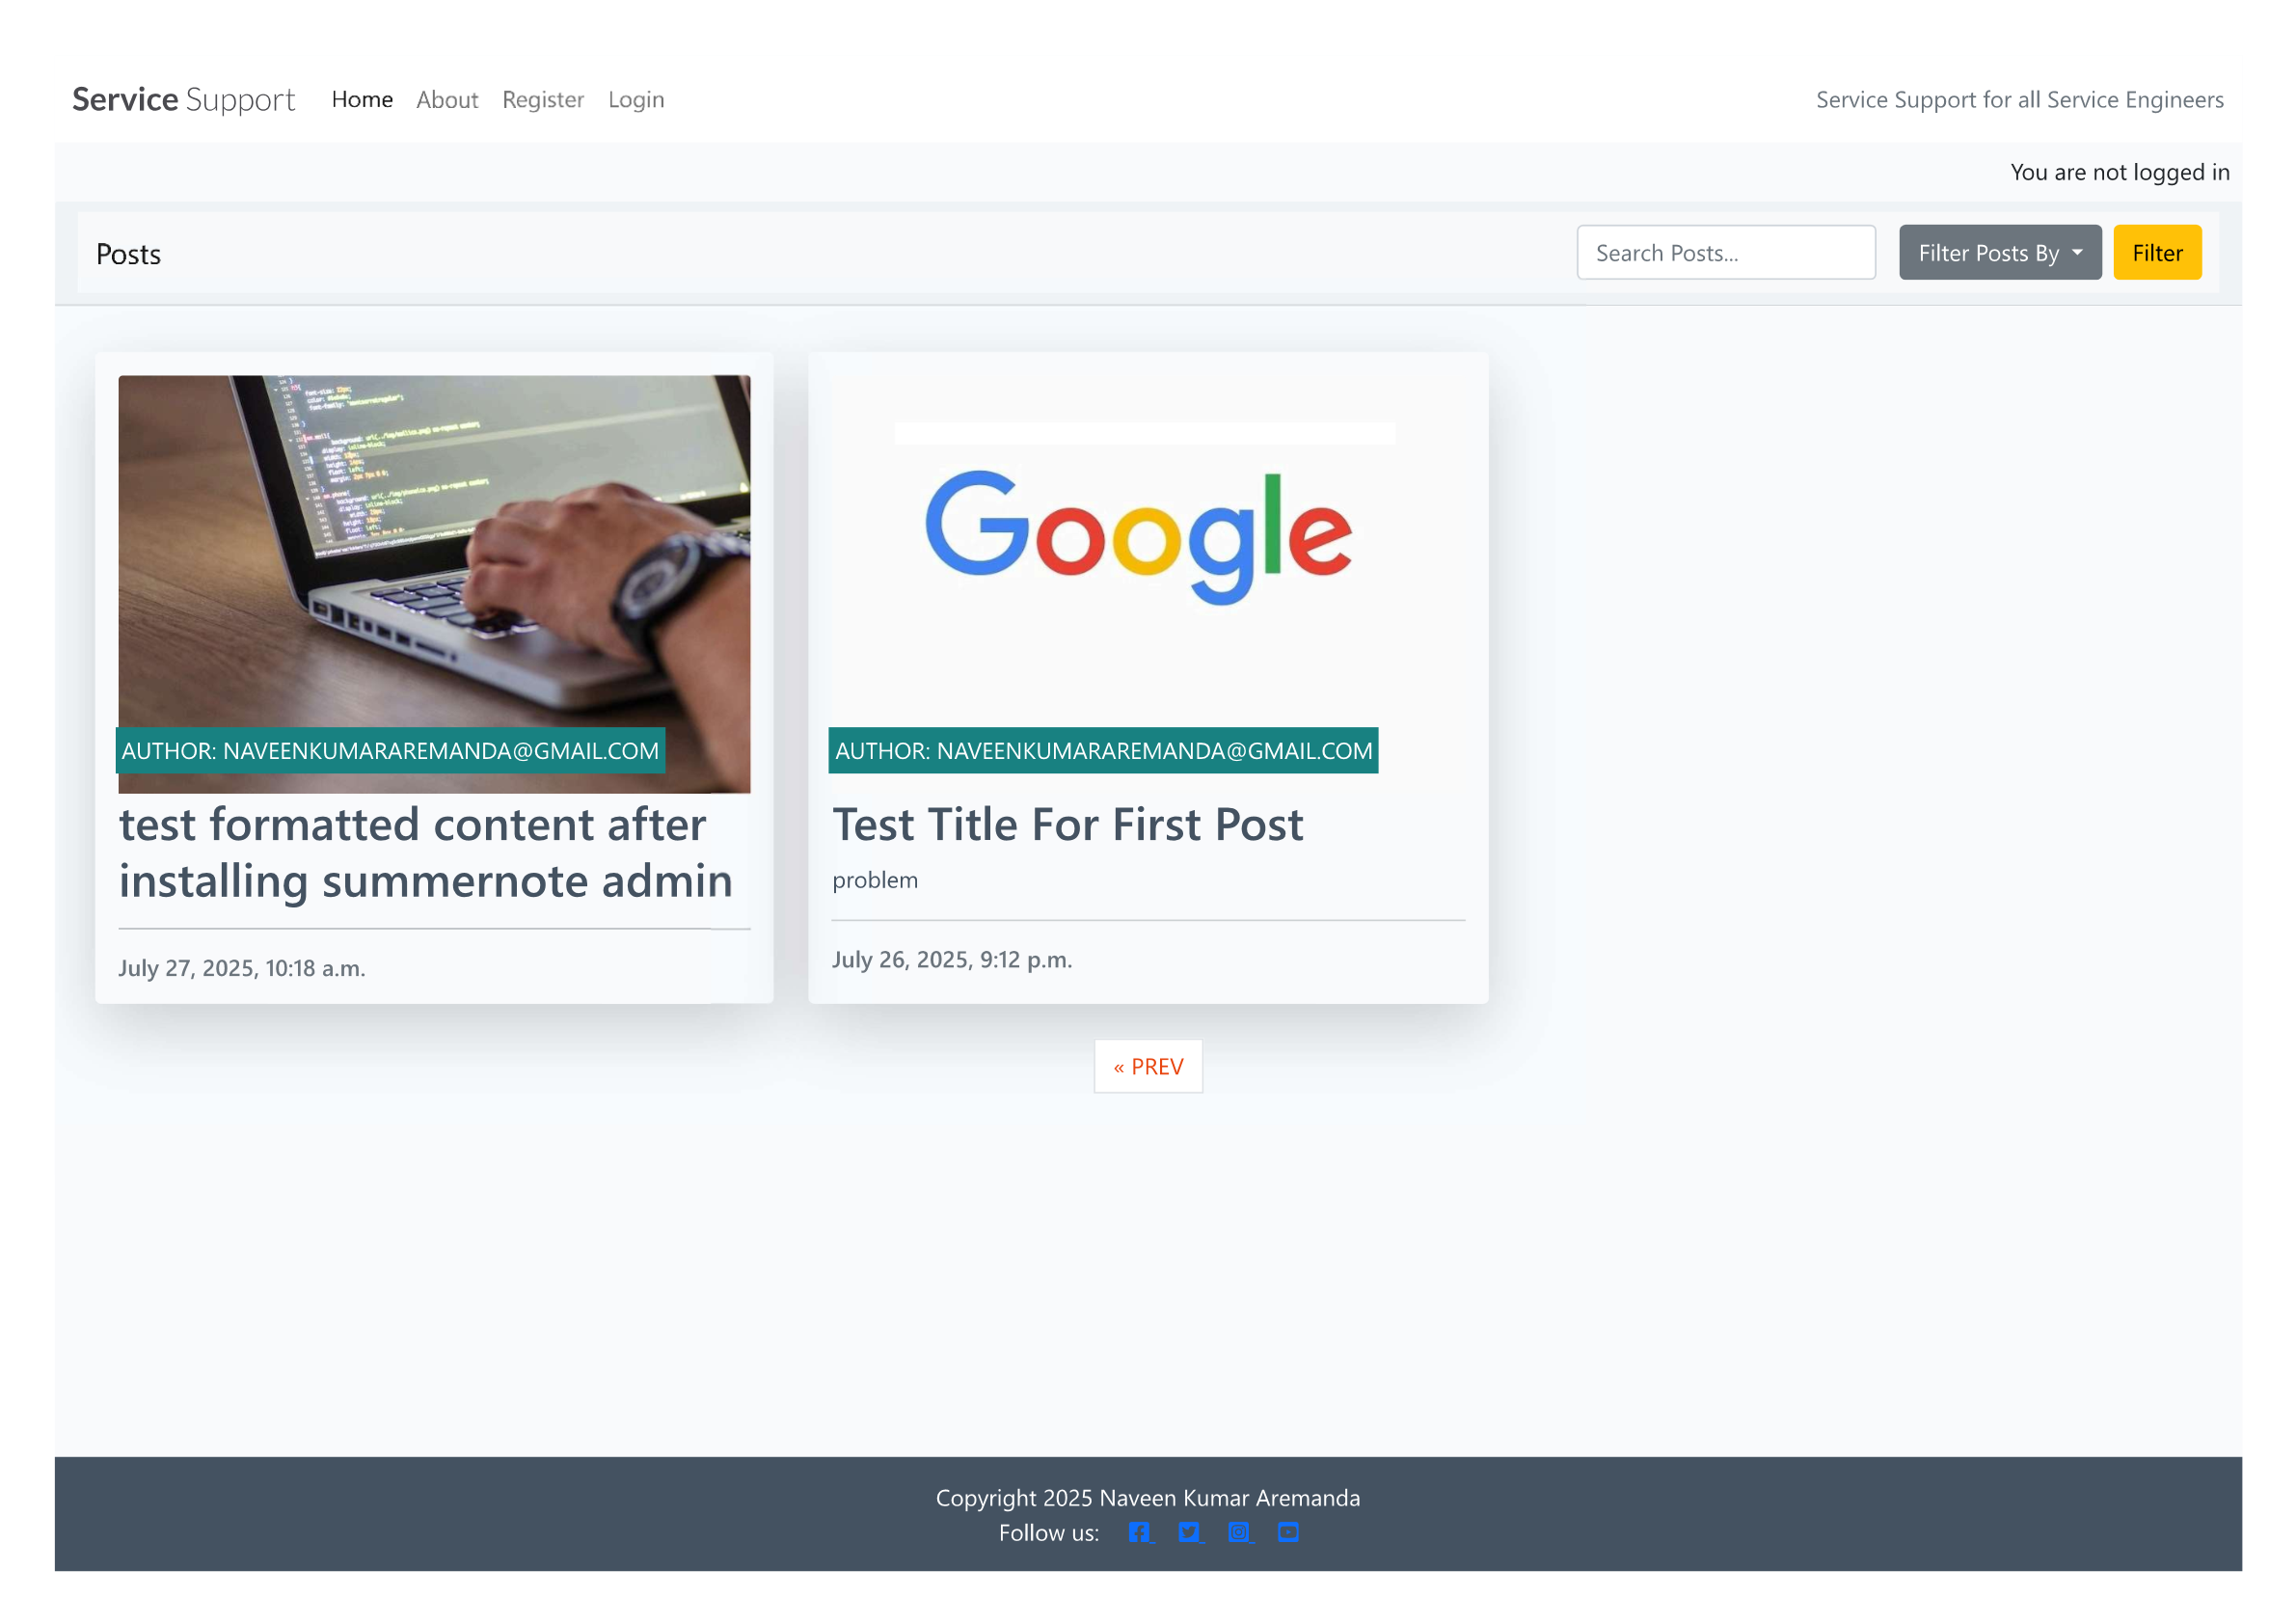 Service Support Home About Register Login Service Support for all Service Engineers
You are not logged in
Posts Search Posts... Filter Posts By Filter
Google
AUTHOR: NAVEENKUMARAREMANDA@GMAIL.COM
test formatted content after
installing summernote admin
July 27, 2025, 10:18 a.m.
AUTHOR: NAVEENKUMARAREMANDA@GMAIL.COM
Test Title For First Post
problem
July 26, 2025, 9:12 p.m.
« PREV
Copyright 2025 Naveen Kumar Aremanda
Follow us: